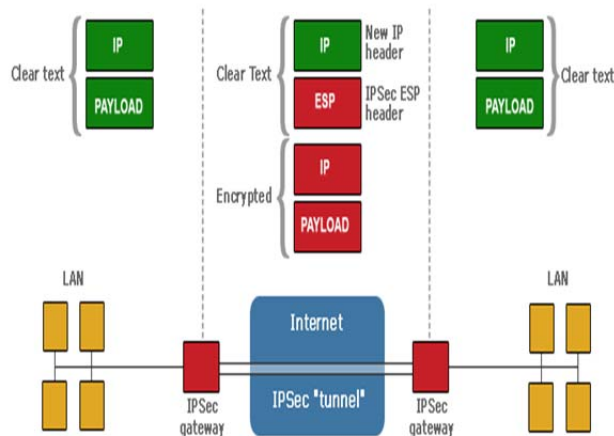 Clear text
IP
PAYLOAD
Clear Text
IP
New IP
header
ESP
IPSec ESP
header
Encrypted
IP
PAYLOAD
IP
PAYLOAD
Clear text
LAN
LAN
Internet
IPSec "tunnel"
IPSec
gateway
IPSec
gateway